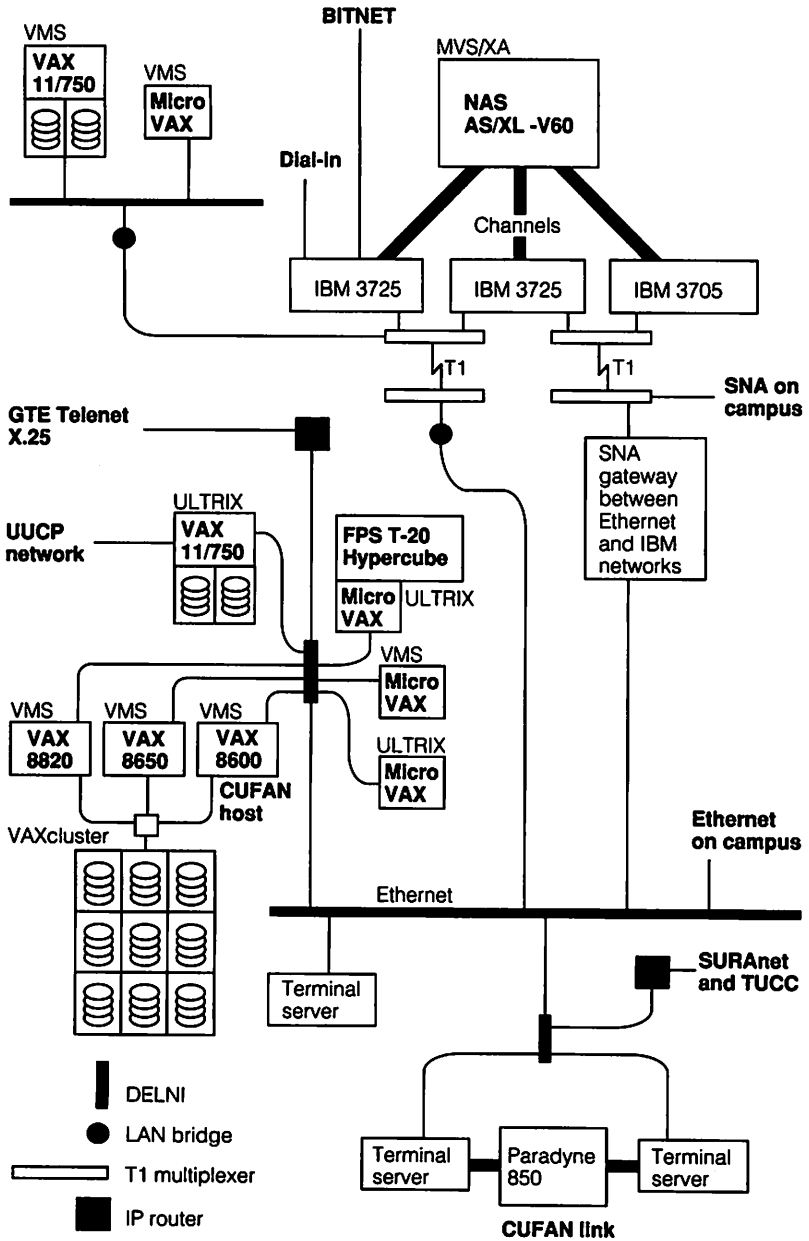 BITNET
VMS
VAX
11/750
VMS
Micro
VAX
MVS/XA
NAS
AS/XL -V60
Dial-in
Channels
IBM 3725
IBM 3725
IBM 3705
T1
T1
SNA on
campus
GTE Telenet
X.25
SNA
gateway
between
Ethernet
and IBM
networks
ULTRIX
VAX
11/750
UUCP
network
FPS T-20
Hypercube
Micro
VAX
ULTRIX
VMS
Micro
VAX
VMS
VAX
8820
VMS
VAX
8650
VMS
VAX
8600
CUFAN
host
ULTRIX
Micro
VAX
VAXcluster
Ethernet
on campus
Ethernet
Terminal
server
SURAnet
and TUCC
DELNI
LAN bridge
T1 multiplexer
IP router
Terminal
server
Paradyne
850
Terminal
server
CUFAN link